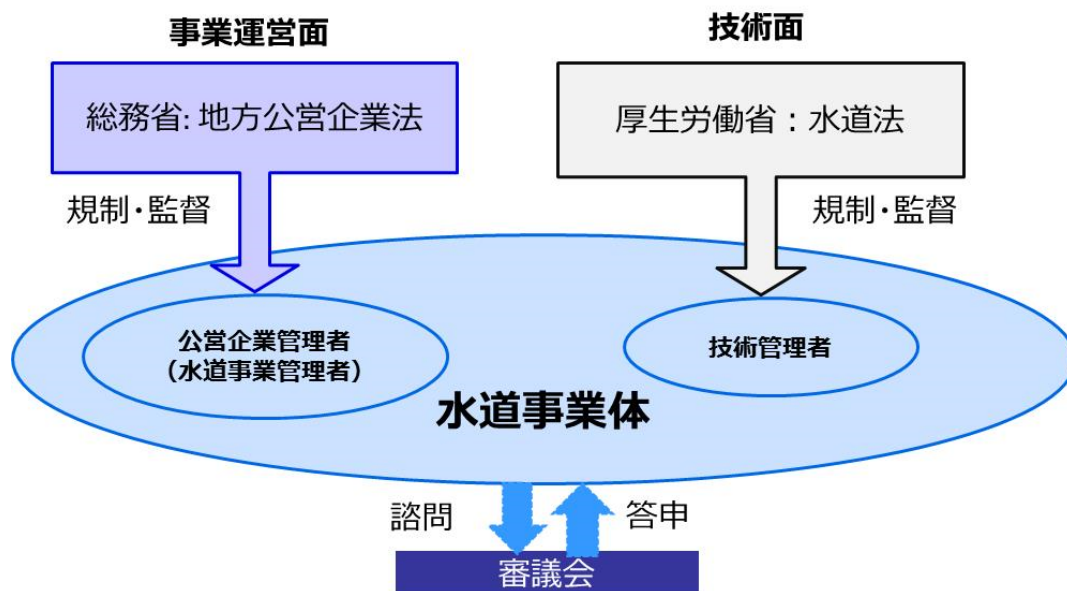 事業運営面
技術面
総務省: 地方公営企業法
厚生労働省：水道法
規制・監督
規制・監督
公営企業管理者
（水道事業管理者）
技術管理者
水道事業体
諮問
答申
審議会